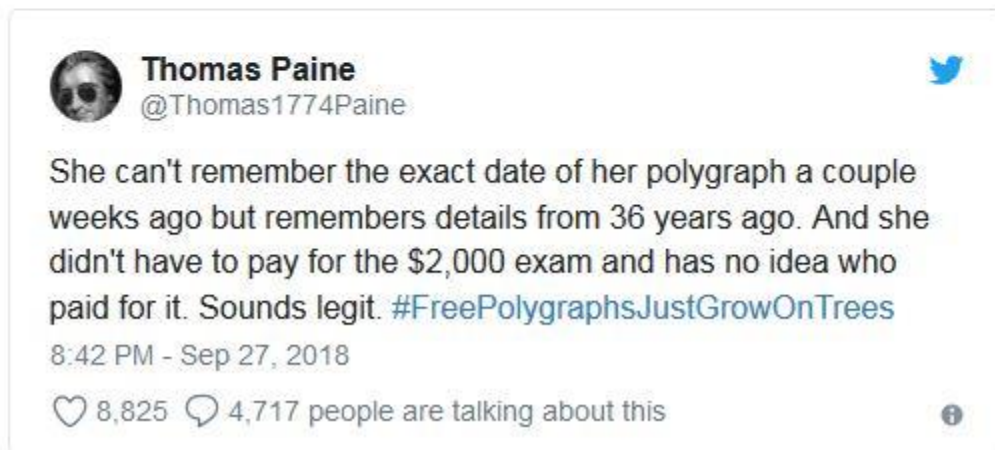 Thomas Paine
@Thomas1774Paine
She can't remember the exact date of her polygraph a couple
weeks ago but remembers details from 36 years ago. And she
didn't have to pay for the $2,000 exam and has no idea who
paid for it. Sounds legit. #FreePolygraphsJustGrowOnTrees
8:42 PM - Sep 27, 2018
8,825 4,717 people are talking about this